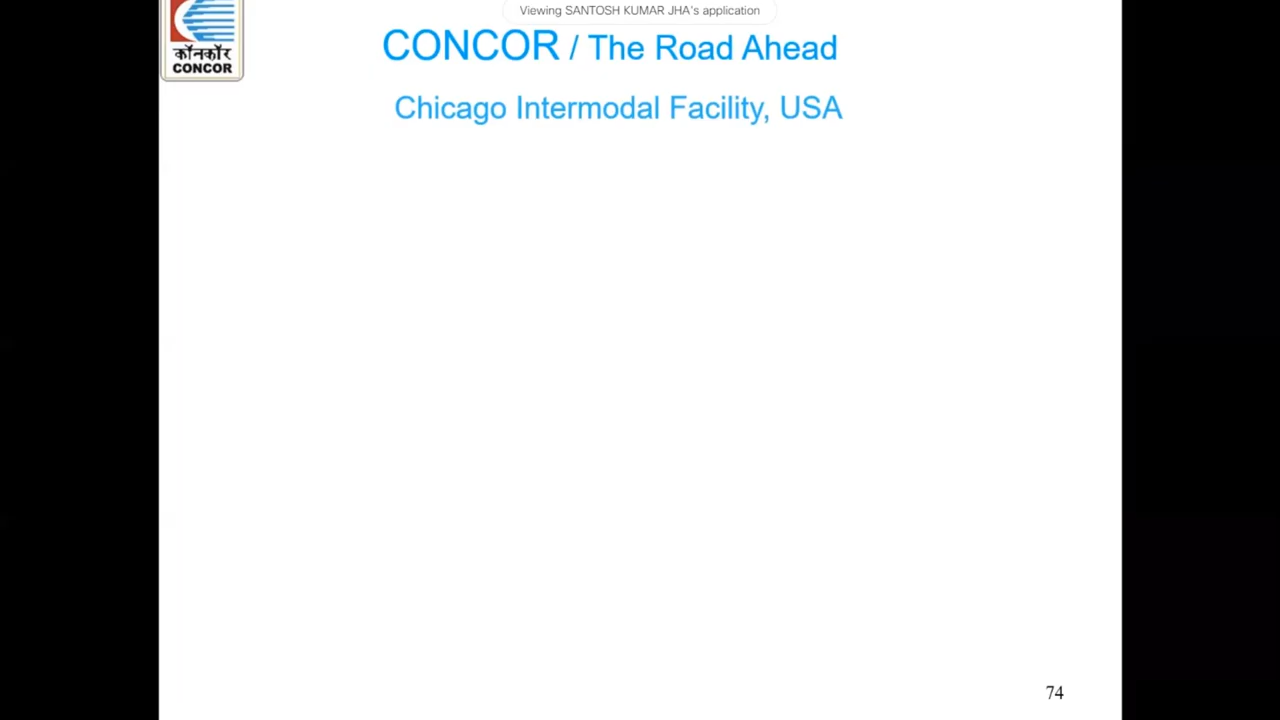 Viewing SANTOSH KUMAR JHA's application
कॉनकॉर
CONCOR
CONCOR / The Road Ahead
Chicago Intermodal Facility, USA
74